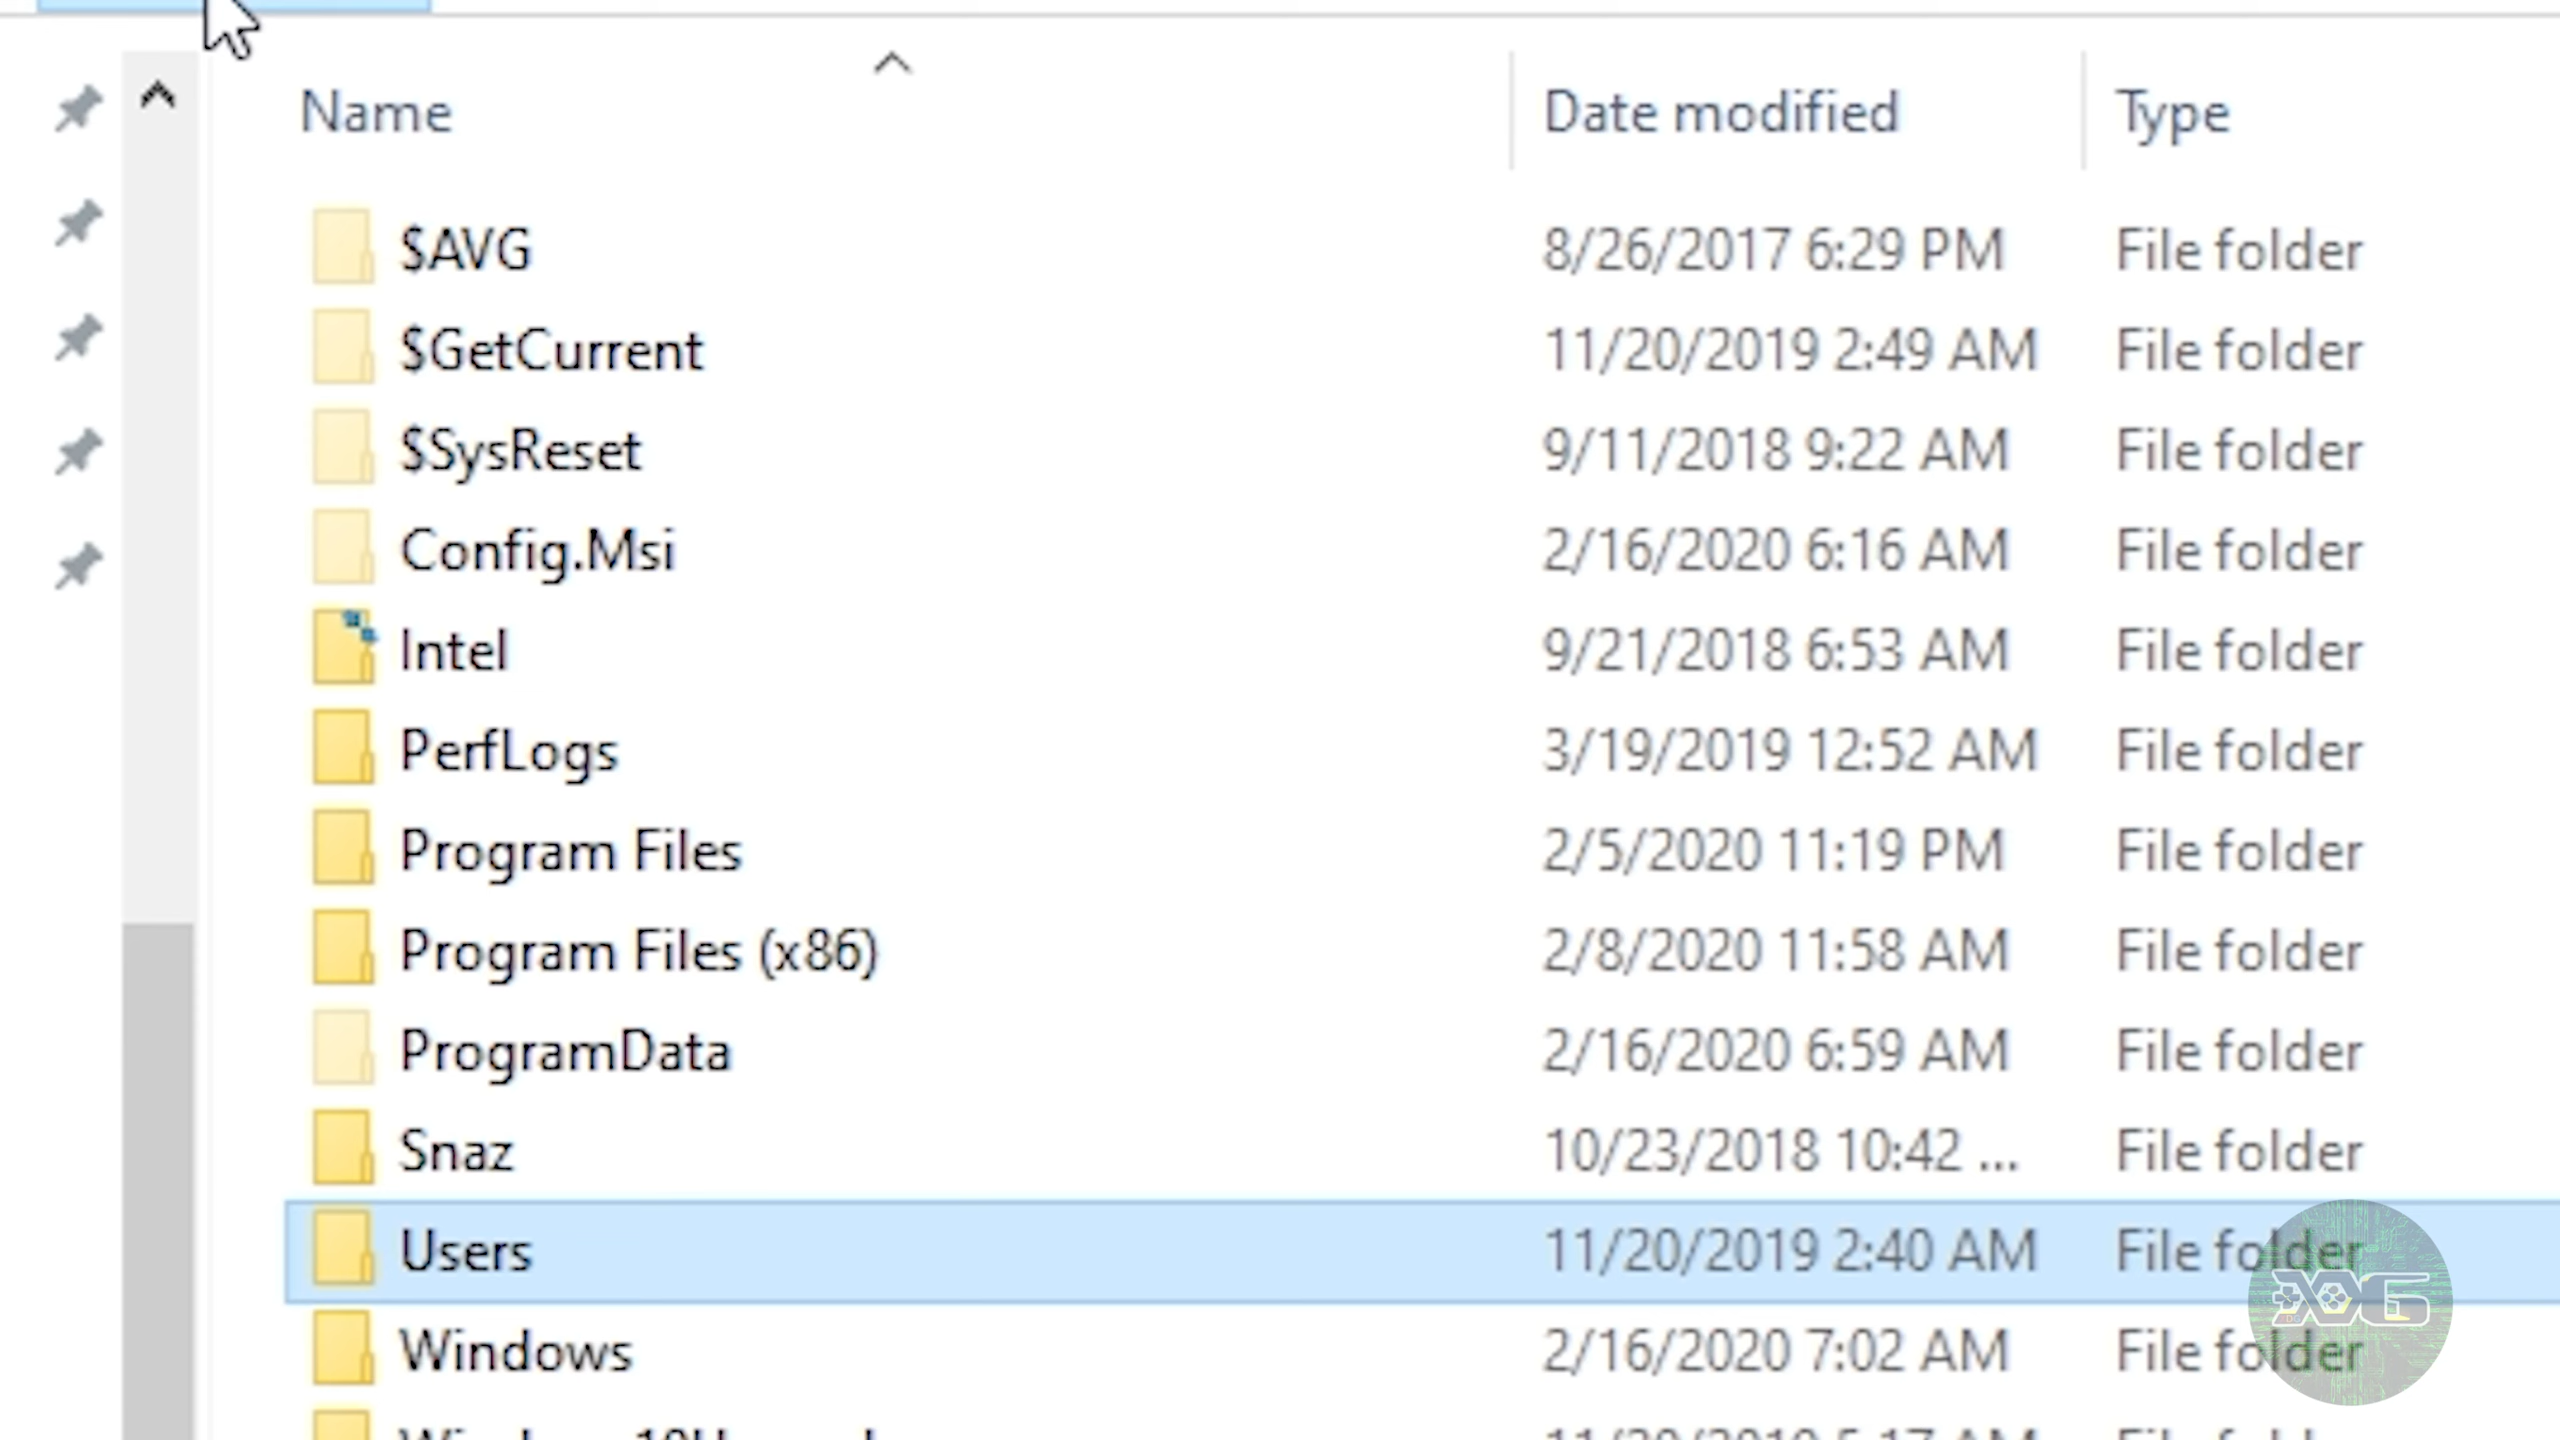 Name Date modified Type
$AVG 8/26/2017 6:29 PM File folder
$GetCurrent 11/20/2019 2:49 AM File folder
$SysReset 9/11/2018 9:22 AM File folder
Config.Msi 2/16/2020 6:16 AM File folder
Intel 9/21/2018 6:53 AM File folder
PerfLogs 3/19/2019 12:52 AM File folder
Program Files 2/5/2020 11:19 PM File folder
Program Files (x86) 2/8/2020 11:58 AM File folder
ProgramData 2/16/2020 6:59 AM File folder
Snaz 10/23/2018 10:42 ... File folder
Users 11/20/2019 2:40 AM File folder
Windows 2/16/2020 7:02 AM File folder